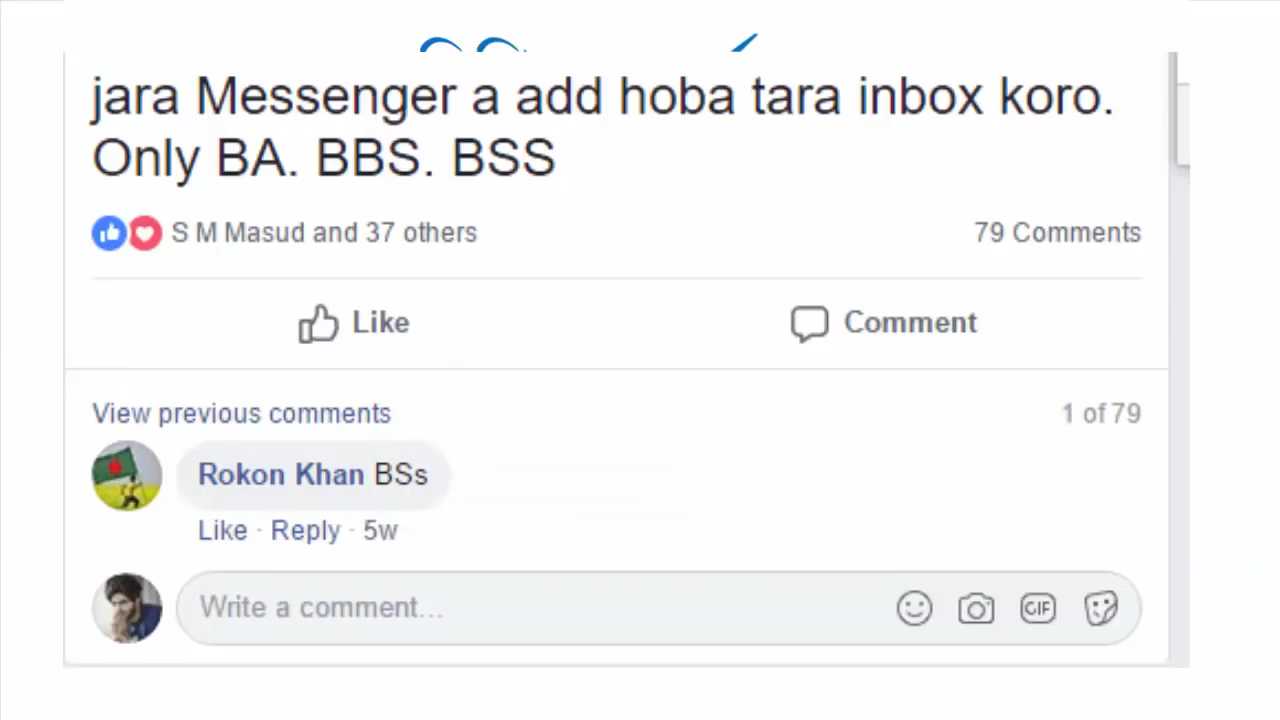 jara Messenger a add hoba tara inbox koro.
Only BA. BBS. BSS
S M Masud and 37 others
79 Comments
Like
Comment
View previous comments
1 of 79
Rokon Khan BSs
Like · Reply · 5w
Write a comment...
GIF